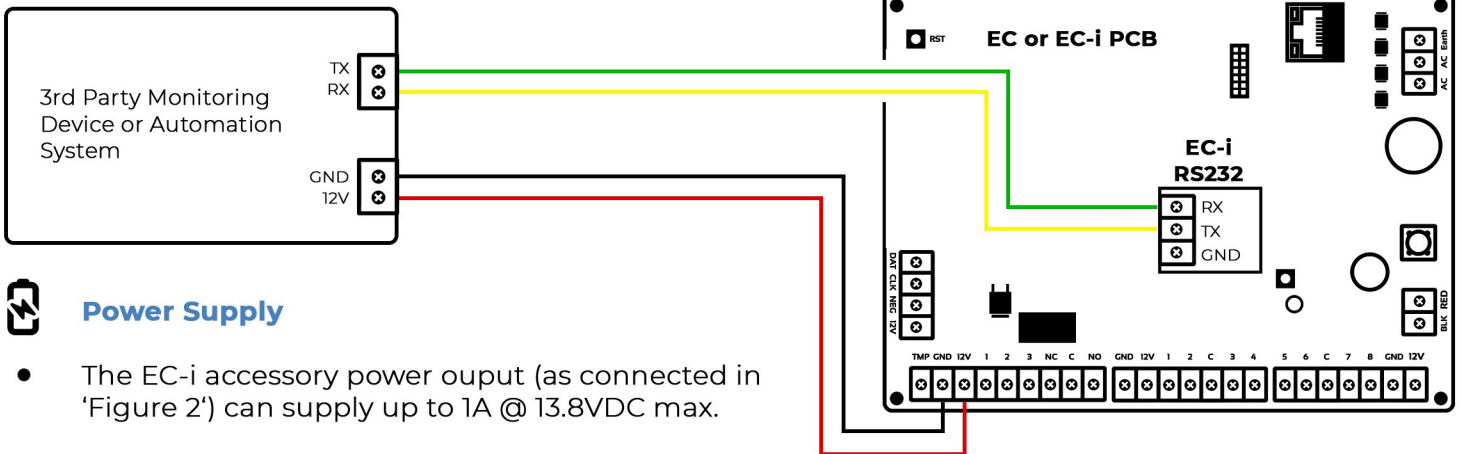 3rd Party Monitoring
Device or Automation
System
TX
RX
GND
12V
RST
EC or EC-i PCB
Earth
AC
AC
EC-i
RS232
RX
TX
GND
DAT
CLK
NEG
12V
RED
BLK
TMP GND 12V 1 2 3 NC C NO GND 12V 1 2 C 3 4 5 6 C 7 8 GND 12V
Power Supply
● The EC-i accessory power ouput (as connected in
‘Figure 2‘) can supply up to 1A @ 13.8VDC max.